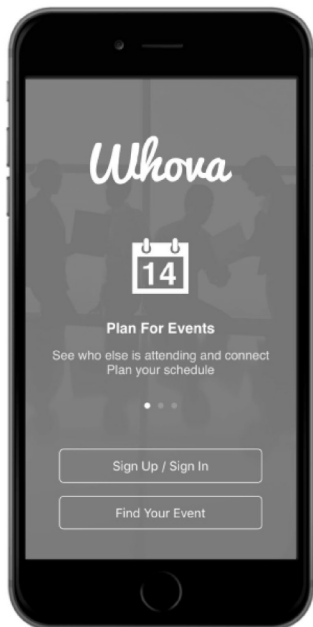 Whova
14
Plan For Events
See who else is attending and connect
Plan your schedule
Sign Up / Sign In
Find Your Event